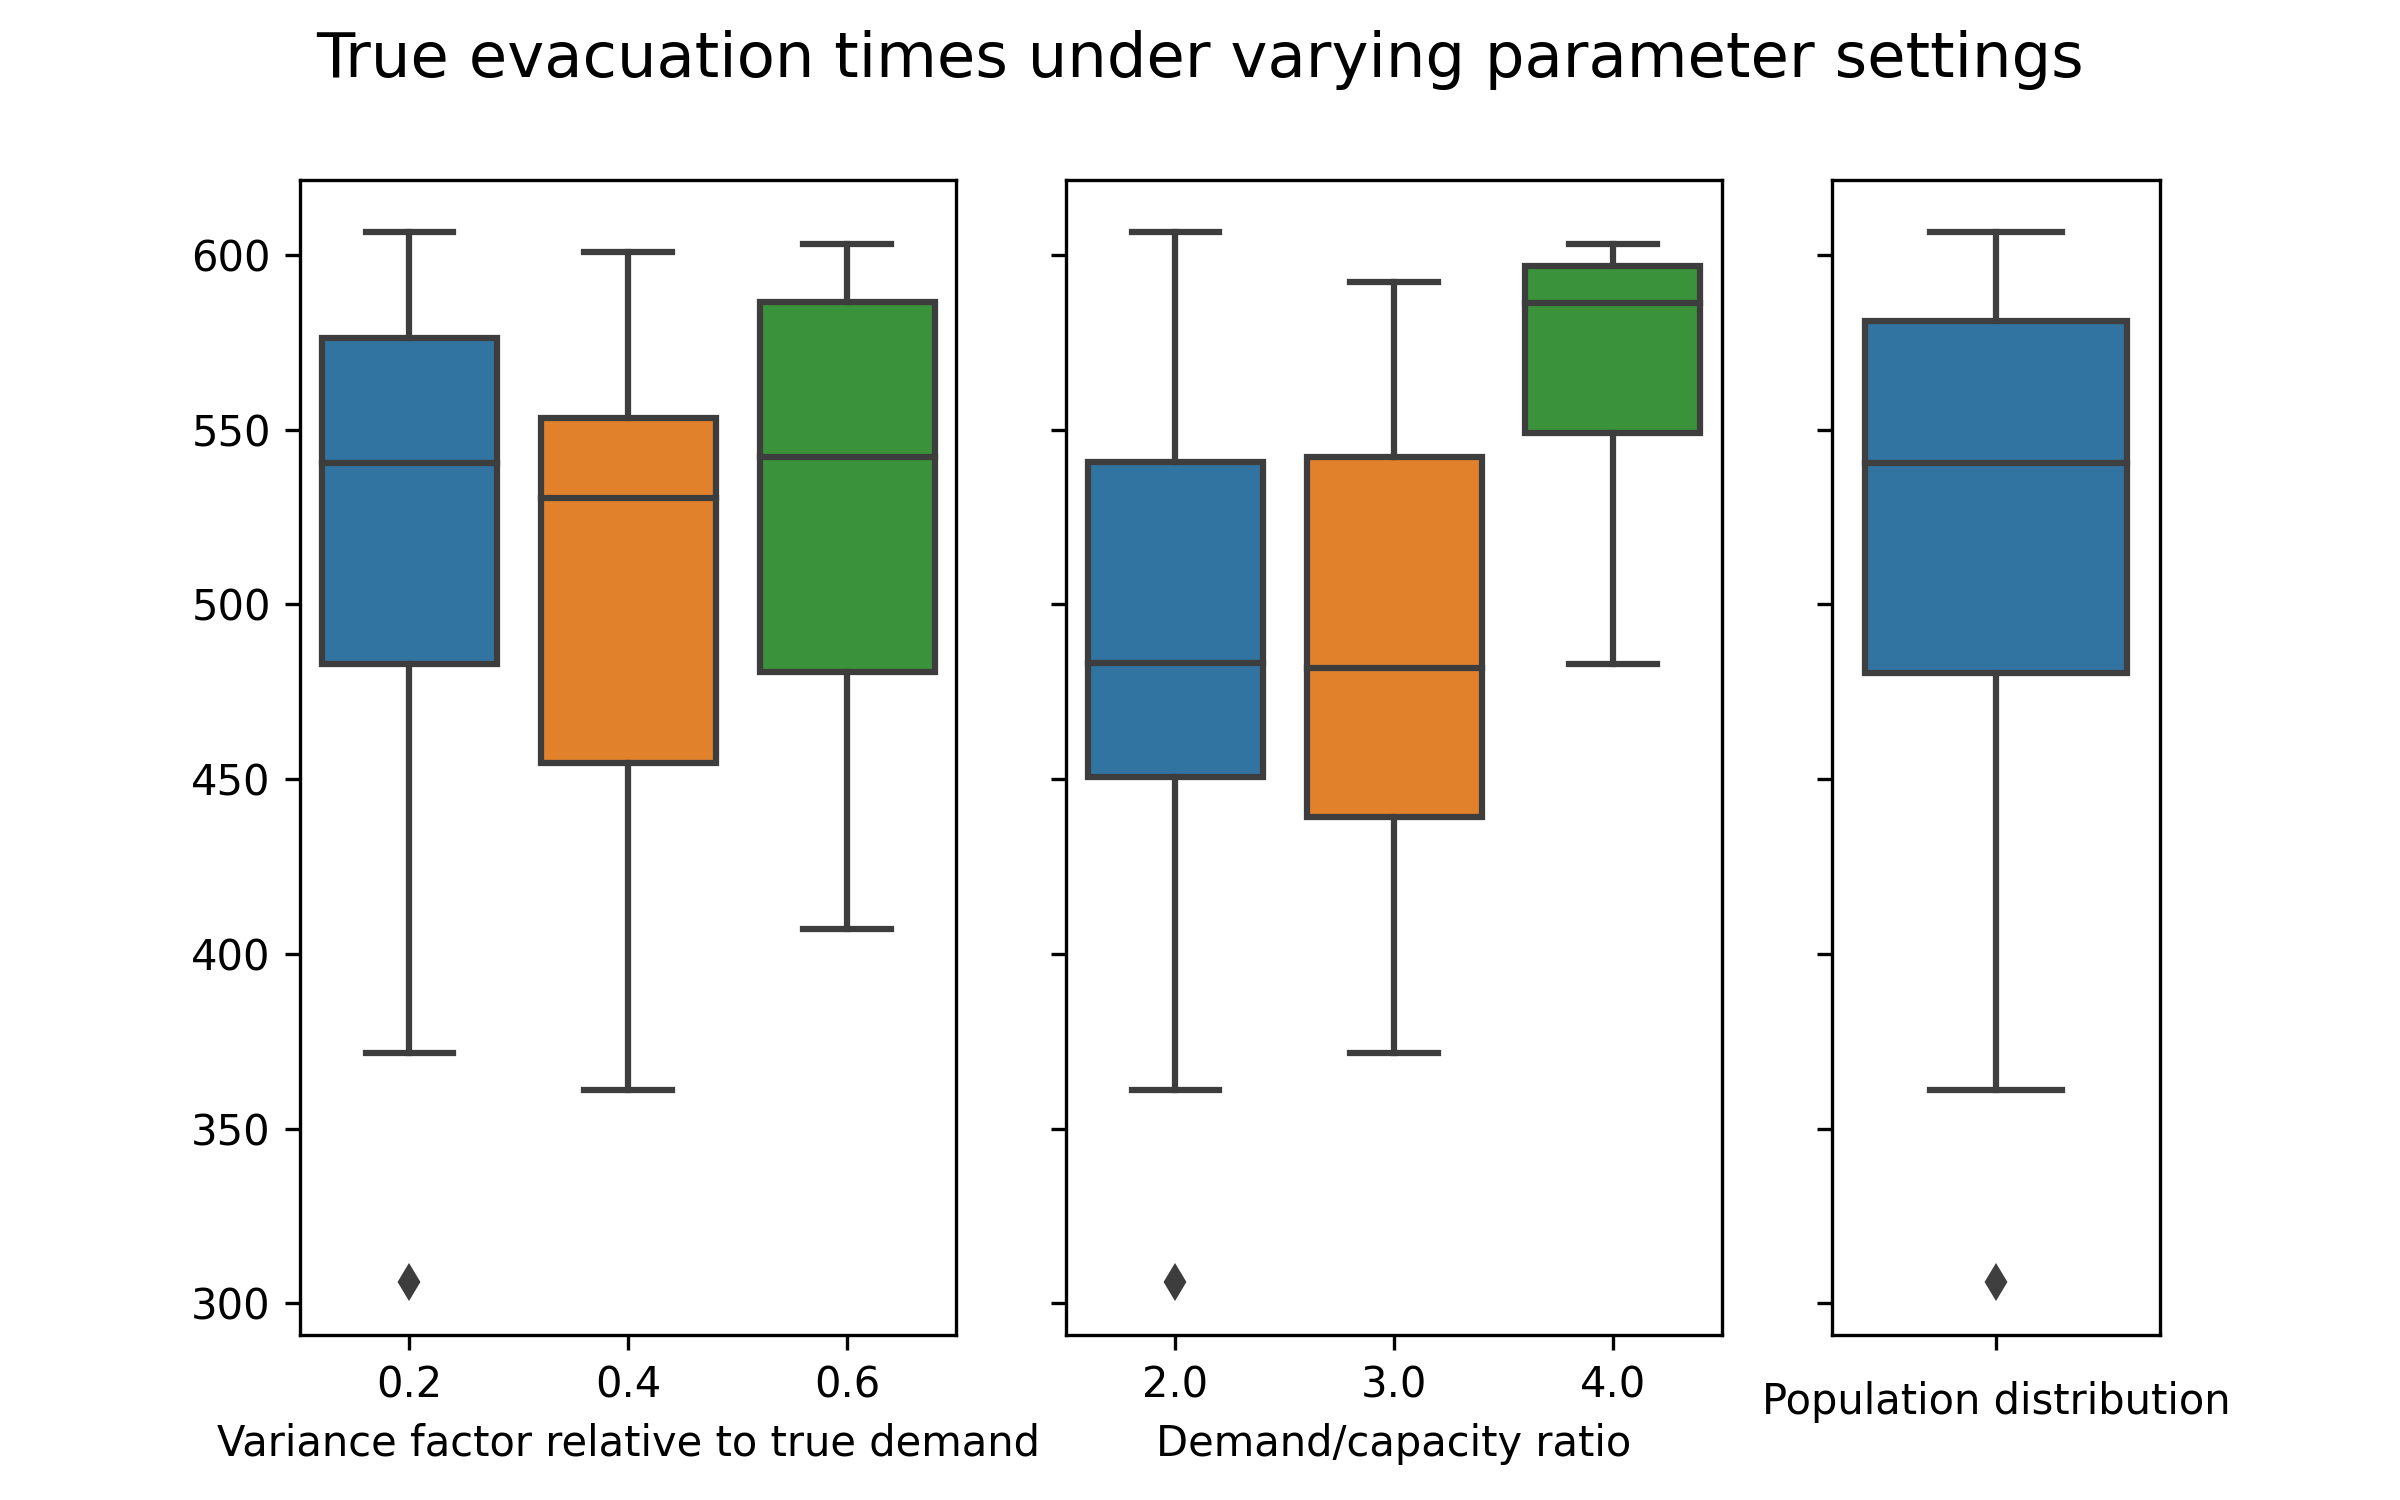 True evacuation times under varying parameter settings
600
550
500
450
400
350
300
0.2 0.4 0.6
Variance factor relative to true demand
2.0 3.0 4.0
Demand/capacity ratio
Population distribution